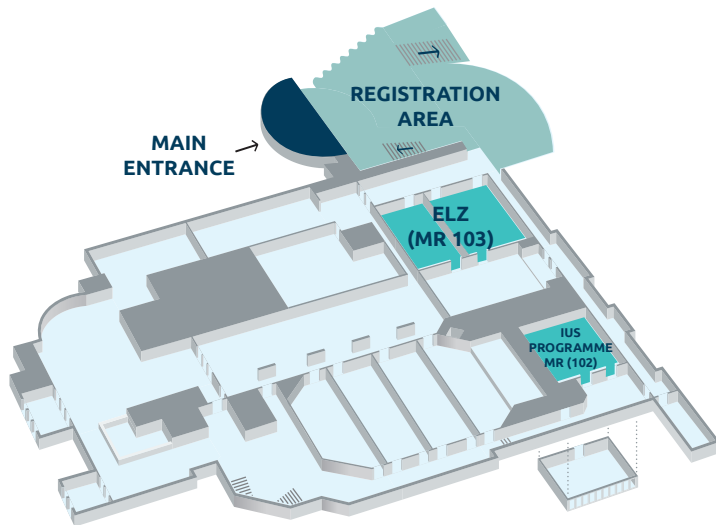 REGISTRATION
AREA
MAIN
ENTRANCE
ELZ
(MR 103)
IUS
PROGRAMME
MR (102)